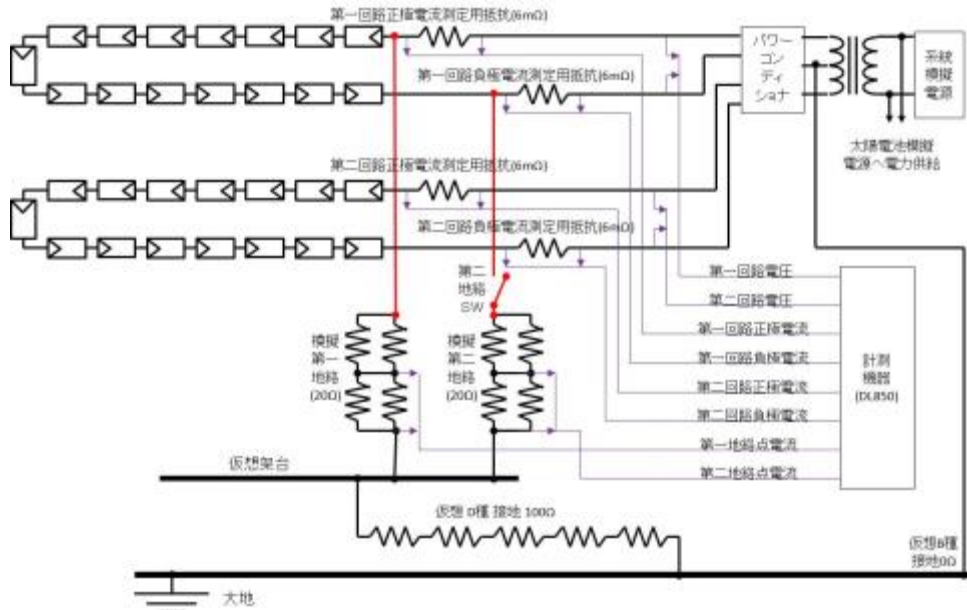 第一回路正極電流測定用抵抗(6mΩ)
パワー
コン
ディ
ショナ
系統
模擬
電源
第一回路負極電流測定用抵抗(6mΩ)
太陽電池模擬
電源へ電力供給
第二回路正極電流測定用抵抗(6mΩ)
第二回路負極電流測定用抵抗(6mΩ)
第二
地絡
SW
第一回路電圧
第二回路電圧
第一回路正極電流
第一回路負極電流
第二回路正極電流
第二回路負極電流
第一地絡点電流
第二地絡点電流
計測
機器
(DL850)
模擬
第一
地絡
(20Ω)
模擬
第二
地絡
(20Ω)
仮想架台
仮想 D種 接地 100Ω
仮想B種
接地0Ω
大地